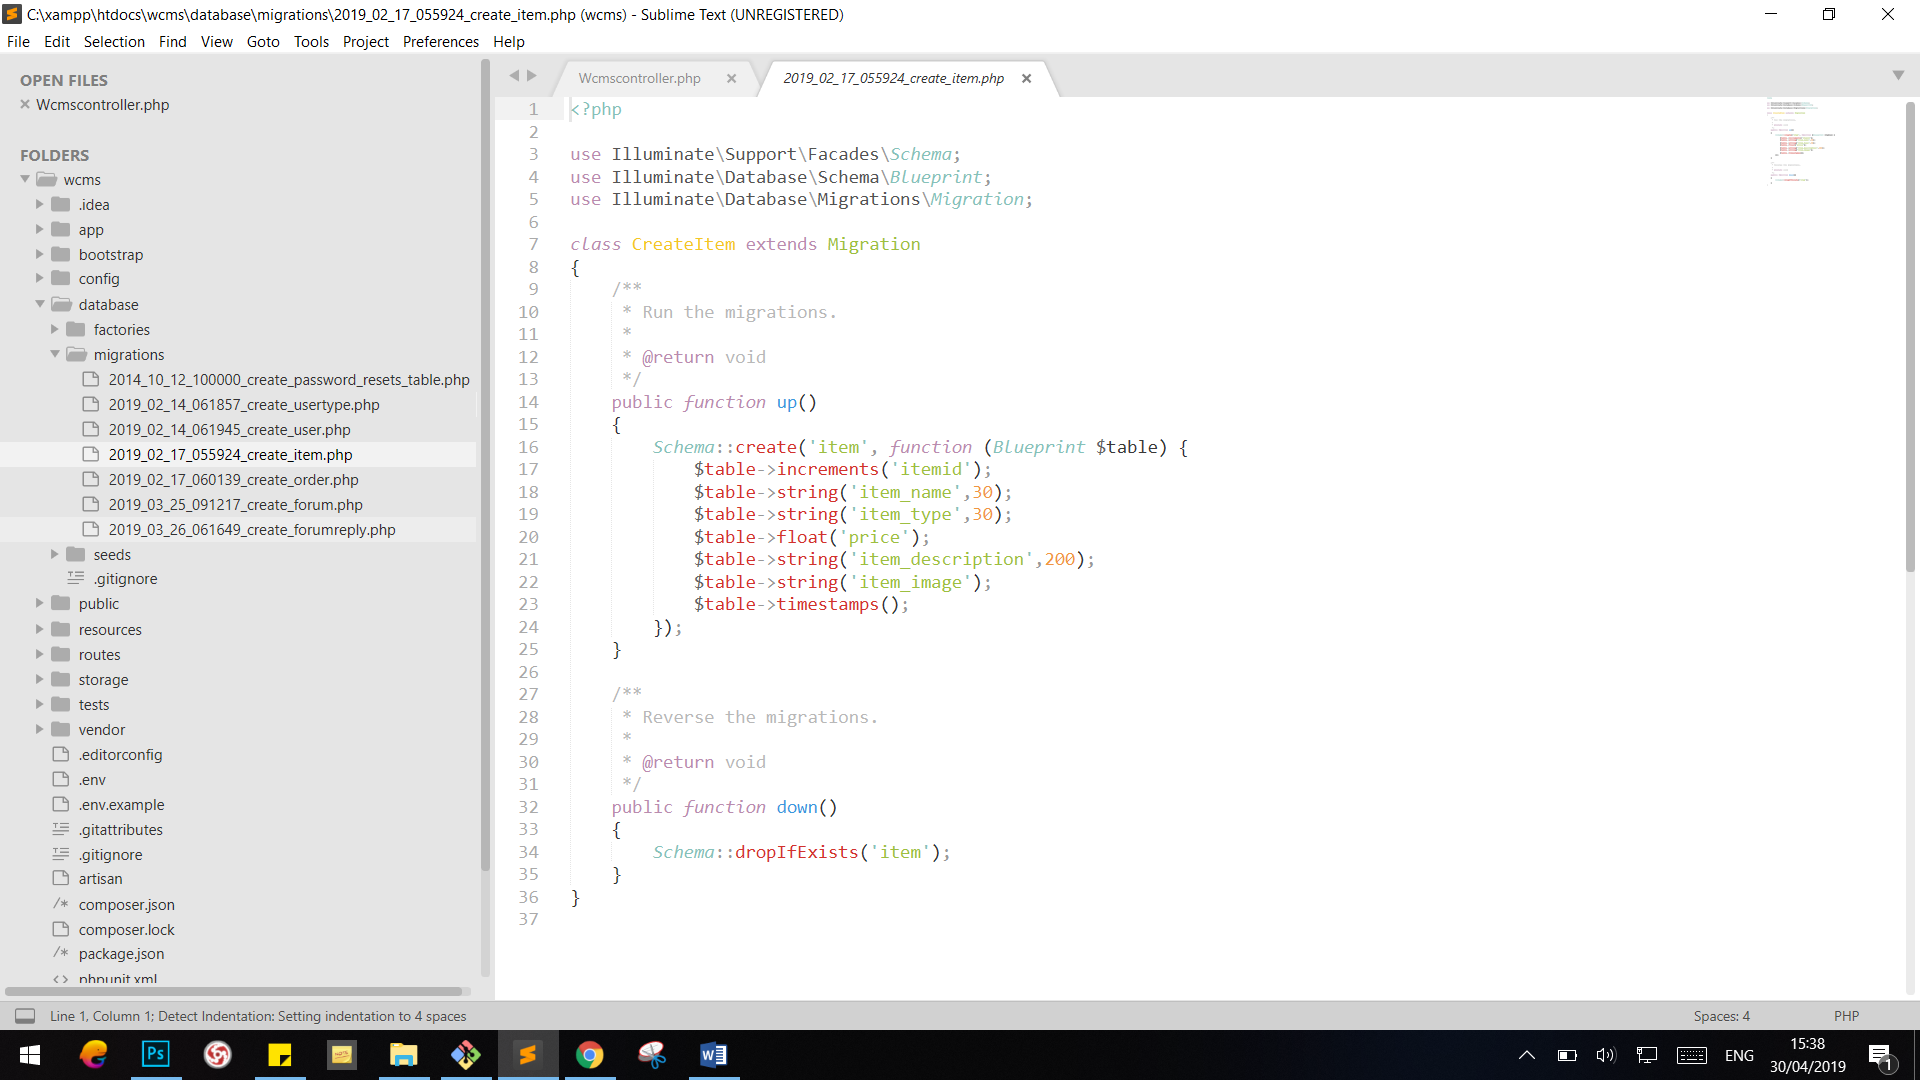 C:\xampp\htdocs\wcms\database\migrations\2019_02_17_055924_create_item.php (wcms) - Sublime Text (UNREGISTERED)
File Edit Selection Find View Goto Tools Project Preferences Help
OPEN FILES
Wcmscontroller.php
FOLDERS
wcms
.idea
app
bootstrap
config
database
factories
migrations
2014_10_12_100000_create_password_resets_table.php
2019_02_14_061857_create_usertype.php
2019_02_14_061945_create_user.php
2019_02_17_055924_create_item.php
2019_02_17_060139_create_order.php
2019_03_25_091217_create_forum.php
2019_03_26_061649_create_forumreply.php
seeds
.gitignore
public
resources
routes
storage
tests
vendor
.editorconfig
.env
.env.example
.gitattributes
.gitignore
artisan
/* composer.json
composer.lock
/* package.json
<> phpunit.xml
Wcmscontroller.php 2019_02_17_055924_create_item.php
1 <?php
2
3 use Illuminate\Support\Facades\Schema;
4 use Illuminate\Database\Schema\Blueprint;
5 use Illuminate\Database\Migrations\Migration;
6
7 class CreateItem extends Migration
8 {
9 /**
10 * Run the migrations.
11 *
12 * @return void
13 */
14 public function up()
15 {
16 Schema::create('item', function (Blueprint $table) {
17 $table->increments('itemid');
18 $table->string('item_name',30);
19 $table->string('item_type',30);
20 $table->float('price');
21 $table->string('item_description',200);
22 $table->string('item_image');
23 $table->timestamps();
24 });
25 }
26
27 /**
28 * Reverse the migrations.
29 *
30 * @return void
31 */
32 public function down()
33 {
34 Schema::dropIfExists('item');
35 }
36 }
37
Line 1, Column 1; Detect Indentation: Setting indentation to 4 spaces Spaces: 4 PHP
Ps
ENG
15:38
30/04/2019
1